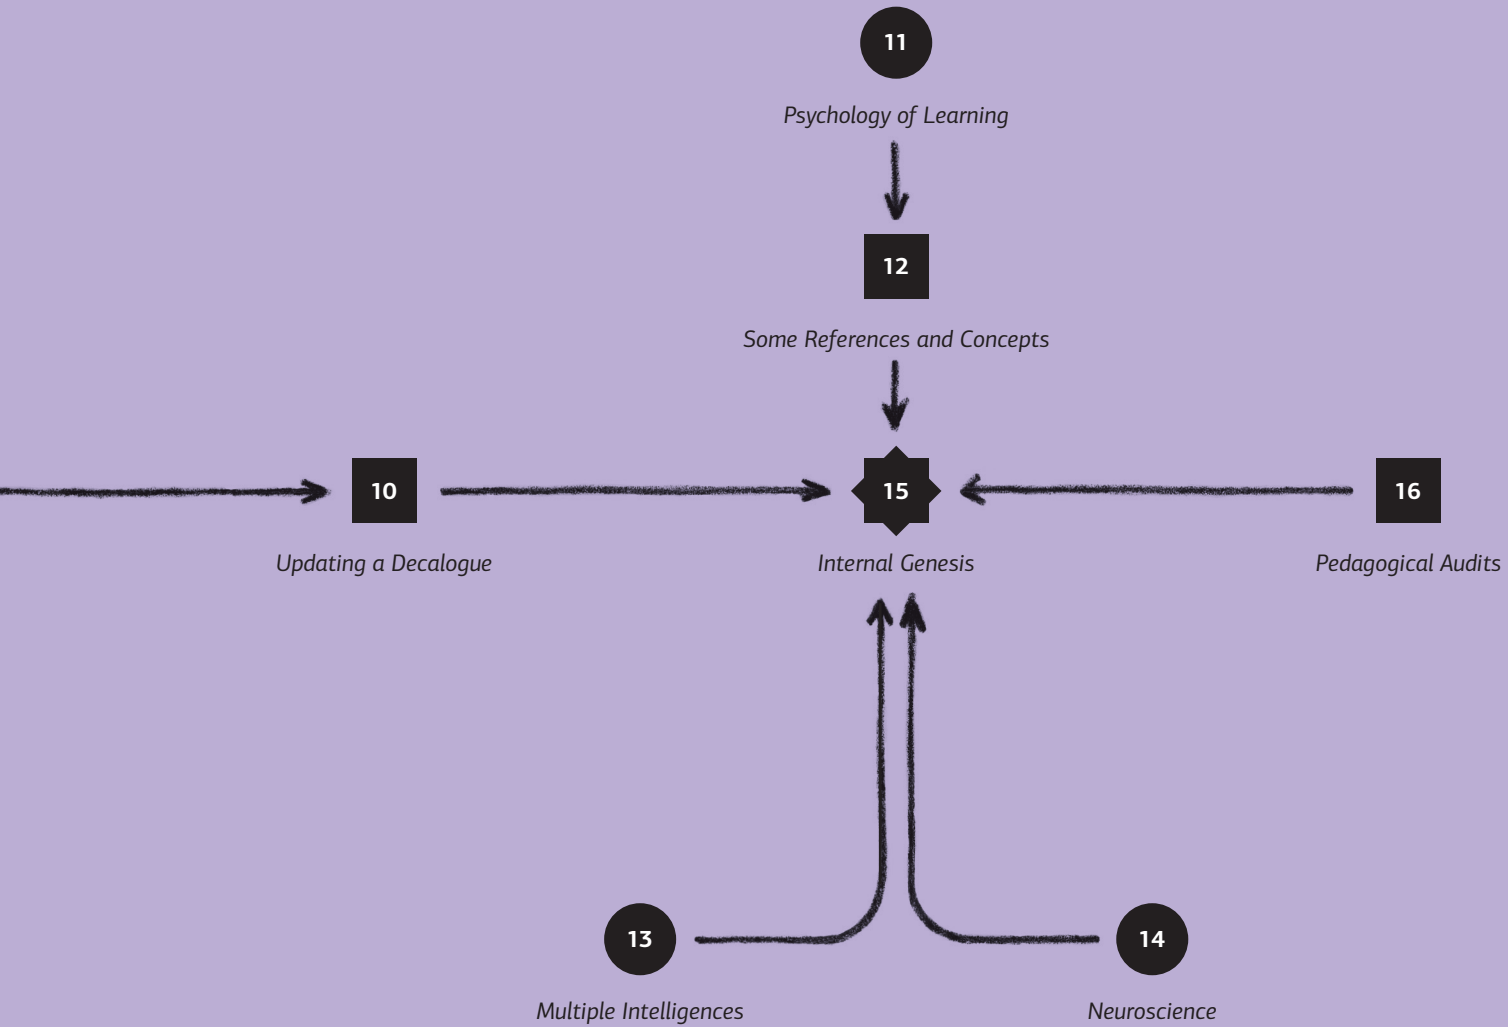 11
Psychology of Learning
12
Some References and Concepts
10
15
16
Updating a Decalogue
Internal Genesis
Pedagogical Audits
13
14
Multiple Intelligences
Neuroscience